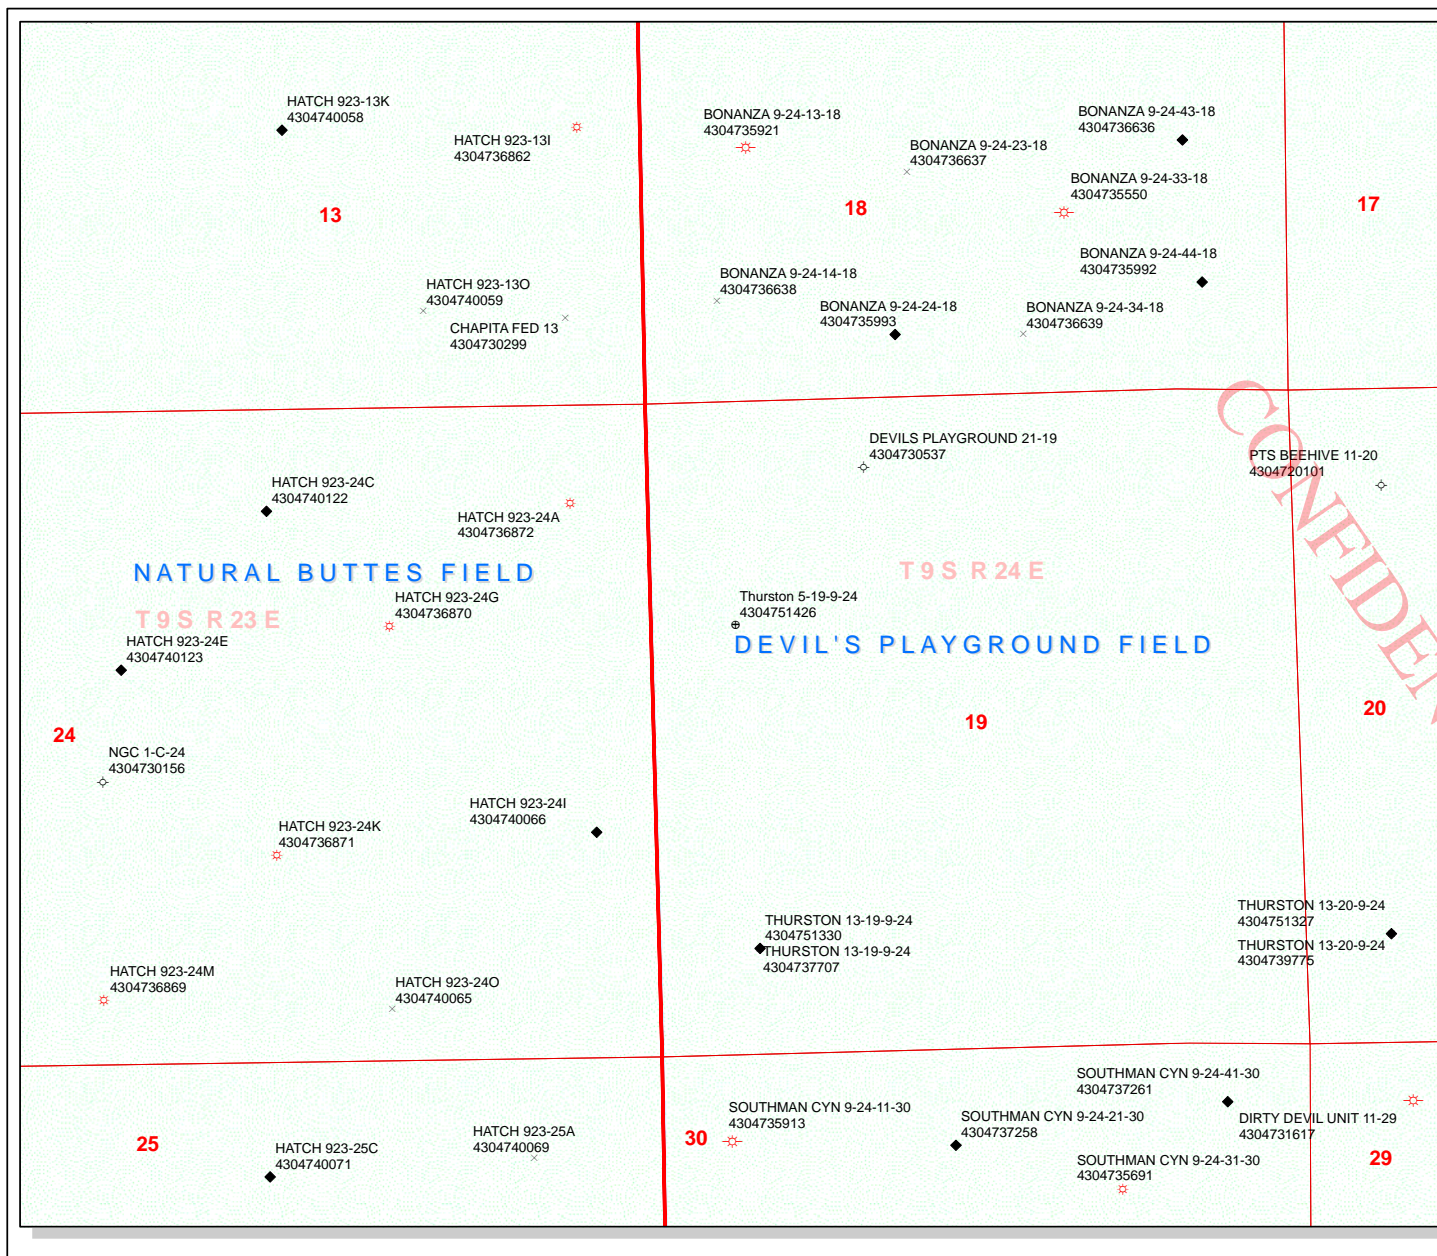 HATCH 923-13K
4304740058
HATCH 923-13I
4304736862
BONANZA 9-24-13-18
4304735921
BONANZA 9-24-23-18
4304736637
BONANZA 9-24-43-18
4304736636
BONANZA 9-24-33-18
4304735550
13
18
17
HATCH 923-13O
4304740059
CHAPITA FED 13
4304730299
BONANZA 9-24-14-18
4304736638
BONANZA 9-24-24-18
4304735993
BONANZA 9-24-44-18
4304735992
BONANZA 9-24-34-18
4304736639
DEVILS PLAYGROUND 21-19
4304730537
PTS BEEHIVE 11-20
4304720101
HATCH 923-24C
4304740122
HATCH 923-24A
4304736872
NATURAL BUTTES FIELD
T 9 S R 23 E
T 9 S R 24 E
HATCH 923-24G
4304736870
Thurston 5-19-9-24
4304751426
DEVIL'S PLAYGROUND FIELD
HATCH 923-24E
4304740123
24
19
20
NGC 1-C-24
4304730156
HATCH 923-24I
4304740066
HATCH 923-24K
4304736871
THURSTON 13-19-9-24
4304751330
THURSTON 13-19-9-24
4304737707
THURSTON 13-20-9-24
4304751327
THURSTON 13-20-9-24
4304739775
HATCH 923-24M
4304736869
HATCH 923-24O
4304740065
SOUTHMAN CYN 9-24-41-30
4304737261
SOUTHMAN CYN 9-24-11-30
4304735913
SOUTHMAN CYN 9-24-21-30
4304737258
DIRTY DEVIL UNIT 11-29
4304731617
25
30
29
HATCH 923-25A
4304740069
HATCH 923-25C
4304740071
SOUTHMAN CYN 9-24-31-30
4304735691
CONFIDEN